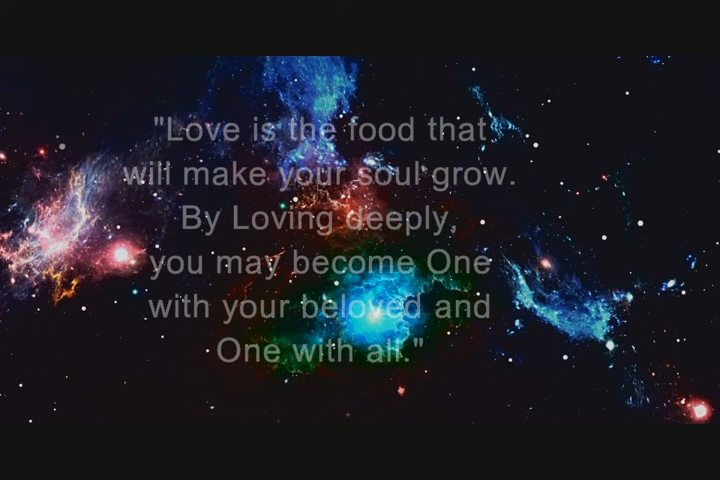 "Love is the food that
will make your soul grow.
By Loving deeply,
you may become One
with your beloved and
One with all."